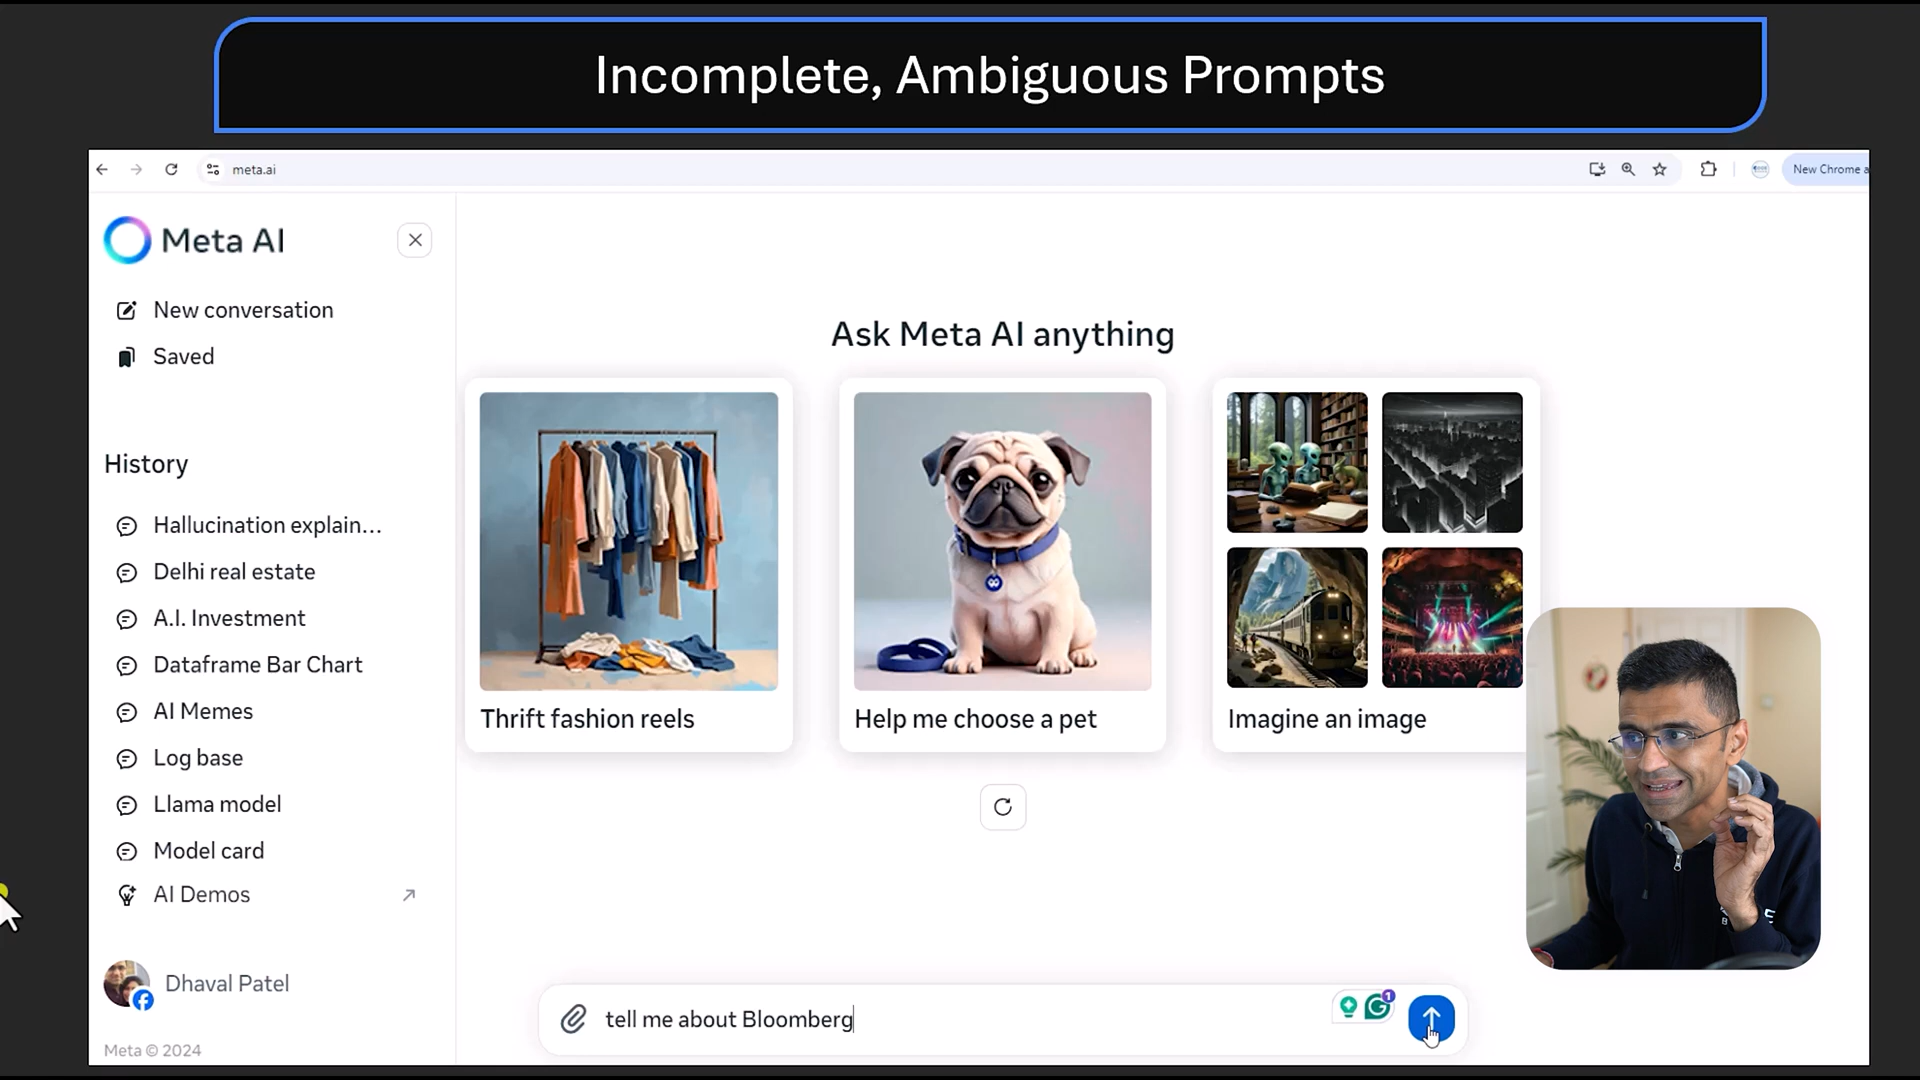 Incomplete, Ambiguous Prompts
meta.ai
New Chrome a
Meta AI
New conversation
Saved
History
Hallucination explain...
Delhi real estate
A.I. Investment
Dataframe Bar Chart
AI Memes
Log base
Llama model
Model card
AI Demos
Dhaval Patel
Meta © 2024
Ask Meta AI anything
Thrift fashion reels
Help me choose a pet
Imagine an image
tell me about Bloomberg
1